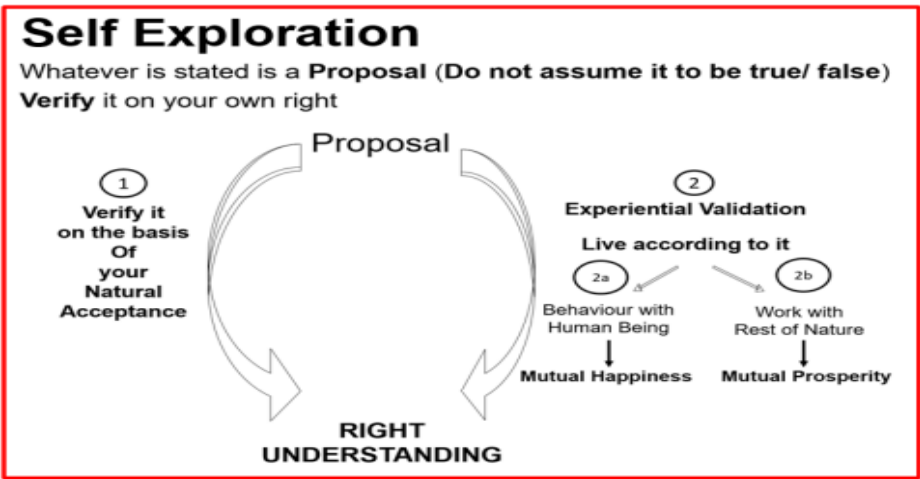 Self Exploration
Whatever is stated is a Proposal (Do not assume it to be true/ false)
Verify it on your own right
Proposal
1
Verify it
on the basis
Of
your
Natural
Acceptance
2
Experiential Validation
Live according to it
2a
Behaviour with
Human Being
Mutual Happiness
2b
Work with
Rest of Nature
Mutual Prosperity
RIGHT
UNDERSTANDING